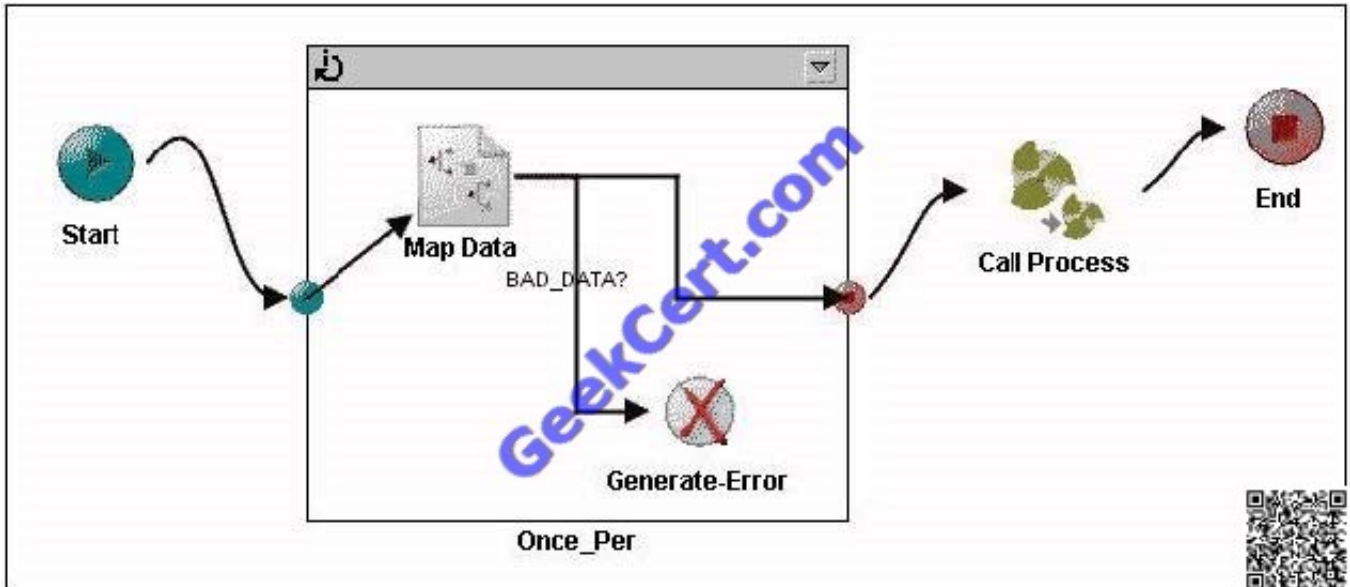 Start
Map Data
BAD_DATA?
Generate-Error
Once_Per
Call Process
End
GeekCert.com